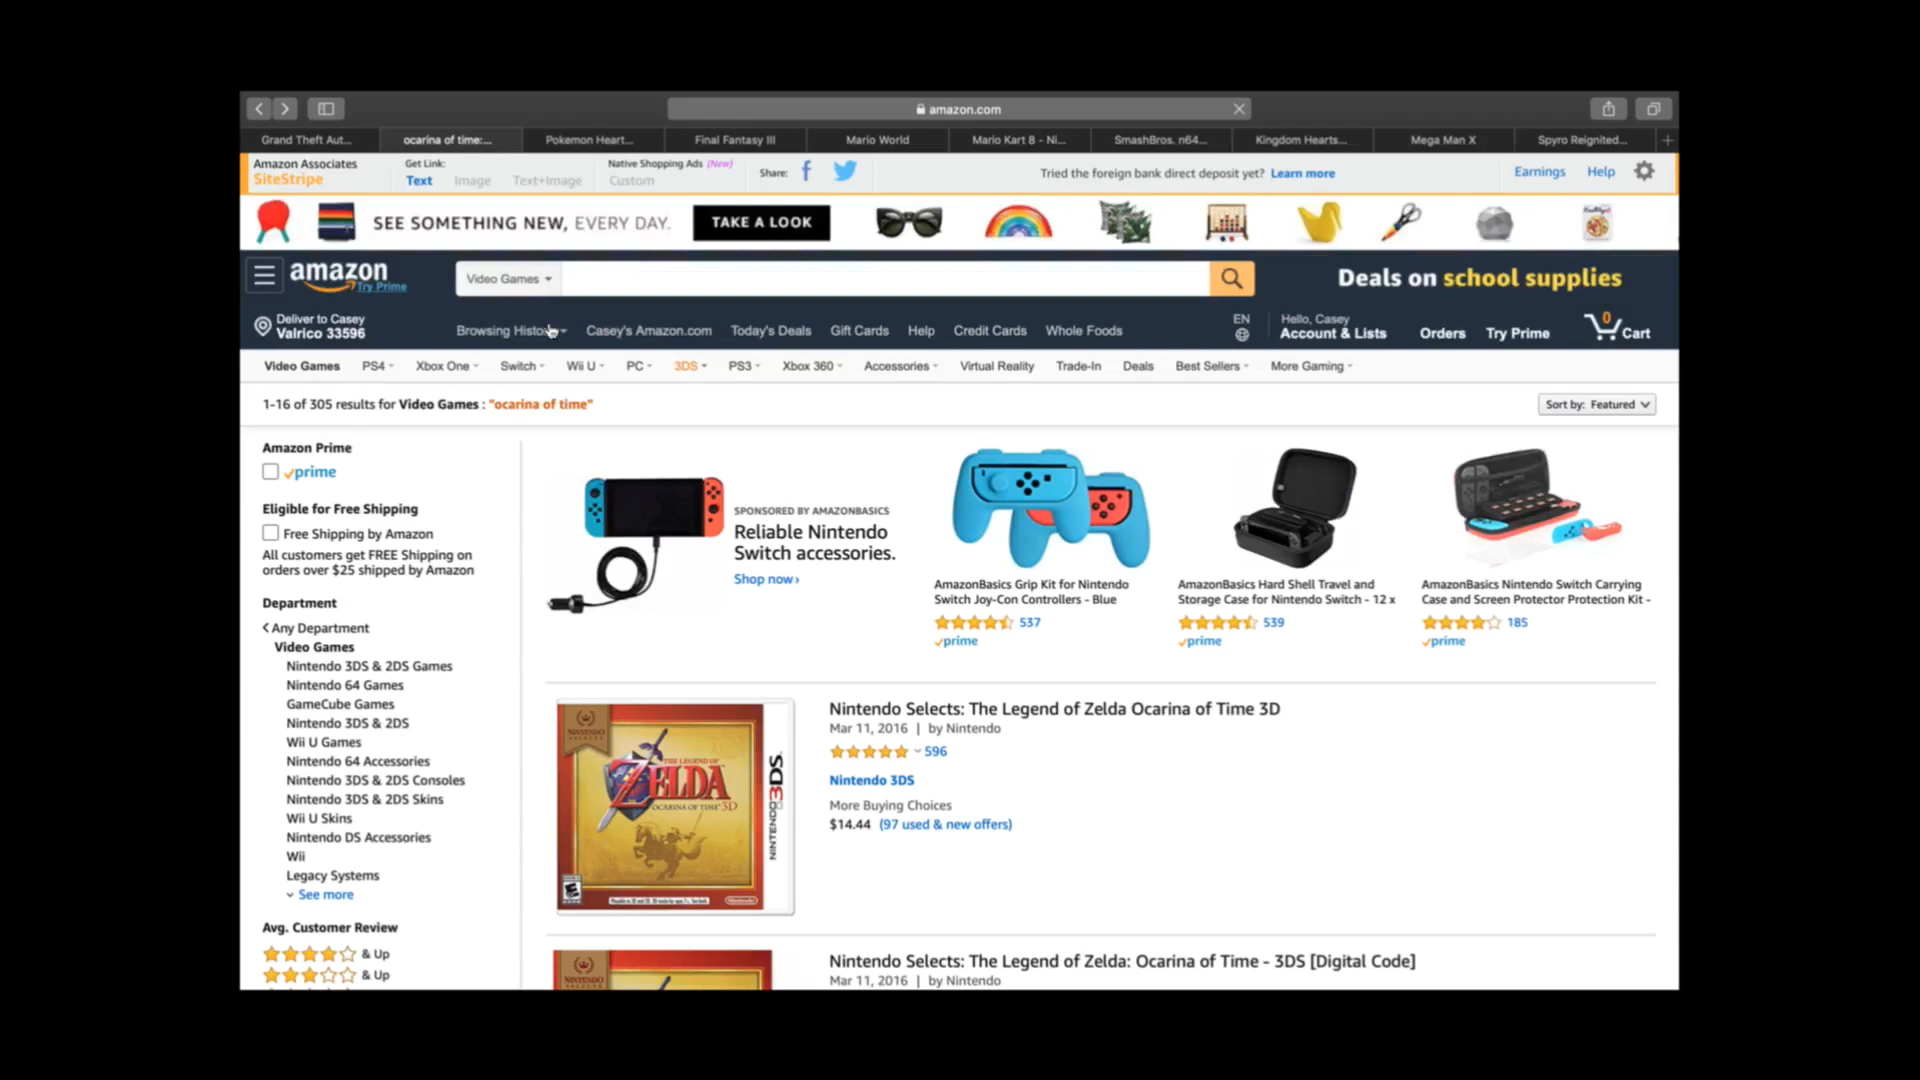 amazon.com
Grand Theft Aut...
ocarina of time:...
Pokemon Heart...
Final Fantasy III
Mario World
Mario Kart 8 - Ni...
SmashBros. n64...
Kingdom Hearts...
Mega Man X
Spyro Reignited...
Amazon Associates
SiteStripe
Get Link:
Text Image Text+Image
Native Shopping Ads (New)
Custom
Share:
Tried the foreign bank direct deposit yet? Learn more
Earnings Help
SEE SOMETHING NEW, EVERY DAY. TAKE A LOOK
amazon
Try Prime
Video Games
Deals on school supplies
Deliver to Casey
Valrico 33596
Casey's Amazon.com Today's Deals Gift Cards Help Credit Cards Whole Foods
EN
Hello, Casey
Account & Lists
Orders
Try Prime
0
Cart
Video Games PS4 Xbox One Switch Wii U PC 3DS PS3 Xbox 360 Accessories Virtual Reality Trade-In Deals Best Sellers More Gaming
1-16 of 305 results for Video Games : "ocarina of time"
Sort by: Featured
Amazon Prime
prime
Eligible for Free Shipping
Free Shipping by Amazon
All customers get FREE Shipping on
orders over $25 shipped by Amazon
Department
Any Department
Video Games
Nintendo 3DS & 2DS Games
Nintendo 64 Games
GameCube Games
Nintendo 3DS & 2DS
Wii U Games
Nintendo 64 Accessories
Nintendo 3DS & 2DS Consoles
Nintendo 3DS & 2DS Skins
Wii U Skins
Nintendo DS Accessories
Wii
Legacy Systems
See more
Avg. Customer Review
& Up
& Up
SPONSORED BY AMAZONBASICS
Reliable Nintendo
Switch accessories.
Shop now›
AmazonBasics Grip Kit for Nintendo
Switch Joy-Con Controllers - Blue
537
prime
AmazonBasics Hard Shell Travel and
Storage Case for Nintendo Switch - 12 x
539
prime
AmazonBasics Nintendo Switch Carrying
Case and Screen Protector Protection Kit -
185
prime
NINTENDO
THE LEGEND OF
ZELDA
OCARINA OF TIME 3D
NINTENDO3DS
E
Nintendo Selects: The Legend of Zelda Ocarina of Time 3D
Mar 11, 2016 | by Nintendo
596
Nintendo 3DS
More Buying Choices
$14.44 (97 used & new offers)
Nintendo Selects: The Legend of Zelda: Ocarina of Time - 3DS [Digital Code]
Mar 11, 2016 | by Nintendo